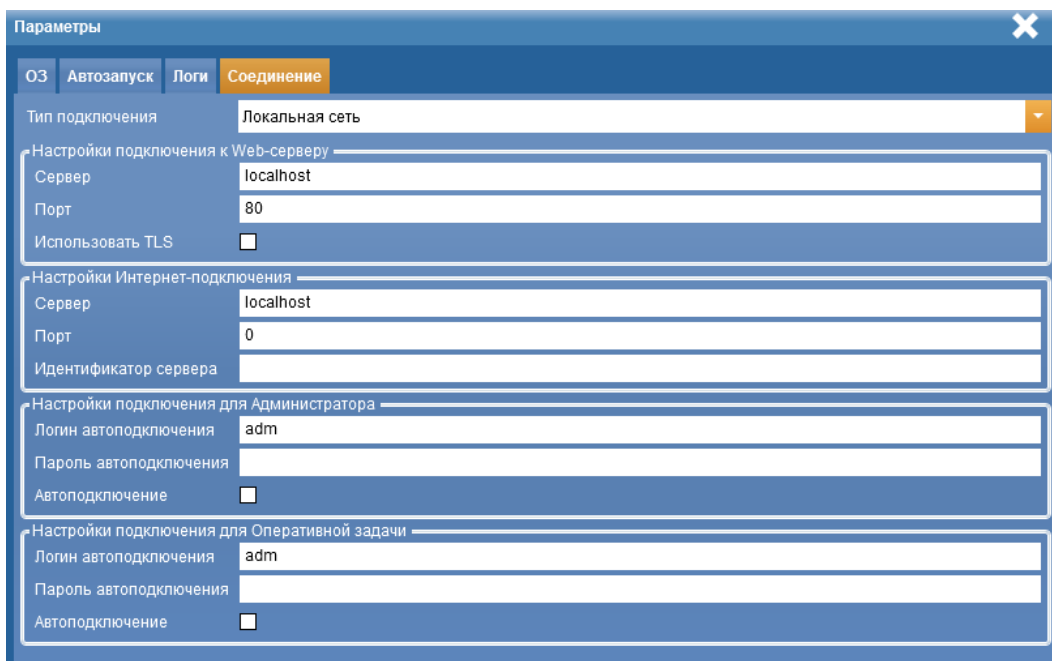 Параметры
ОЗ Автозапуск Логи Соединение
Тип подключения Локальная сеть
Настройки подключения к Web-серверу
Сервер localhost
Порт 80
Использовать TLS
Настройки Интернет-подключения
Сервер localhost
Порт 0
Идентификатор сервера
Настройки подключения для Администратора
Логин автоподключения adm
Пароль автоподключения
Автоподключение
Настройки подключения для Оперативной задачи
Логин автоподключения adm
Пароль автоподключения
Автоподключение